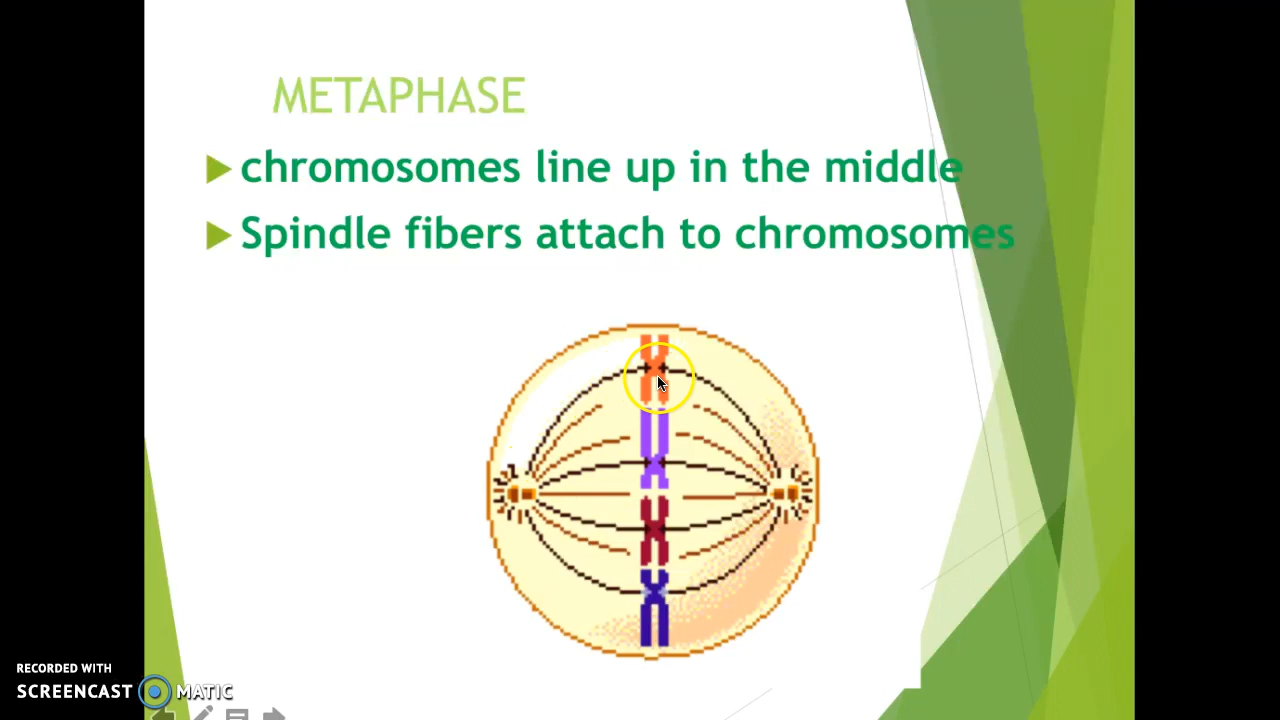 METAPHASE
chromosomes line up in the middle
Spindle fibers attach to chromosomes
RECORDED WITH
SCREENCAST MATIC